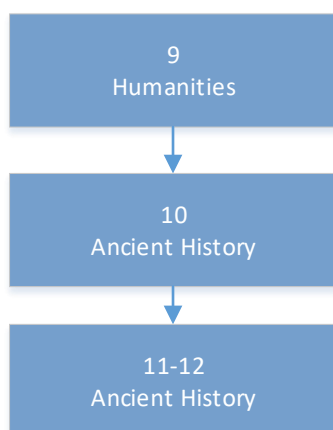 9
Humanities
10
Ancient History
11-12
Ancient History